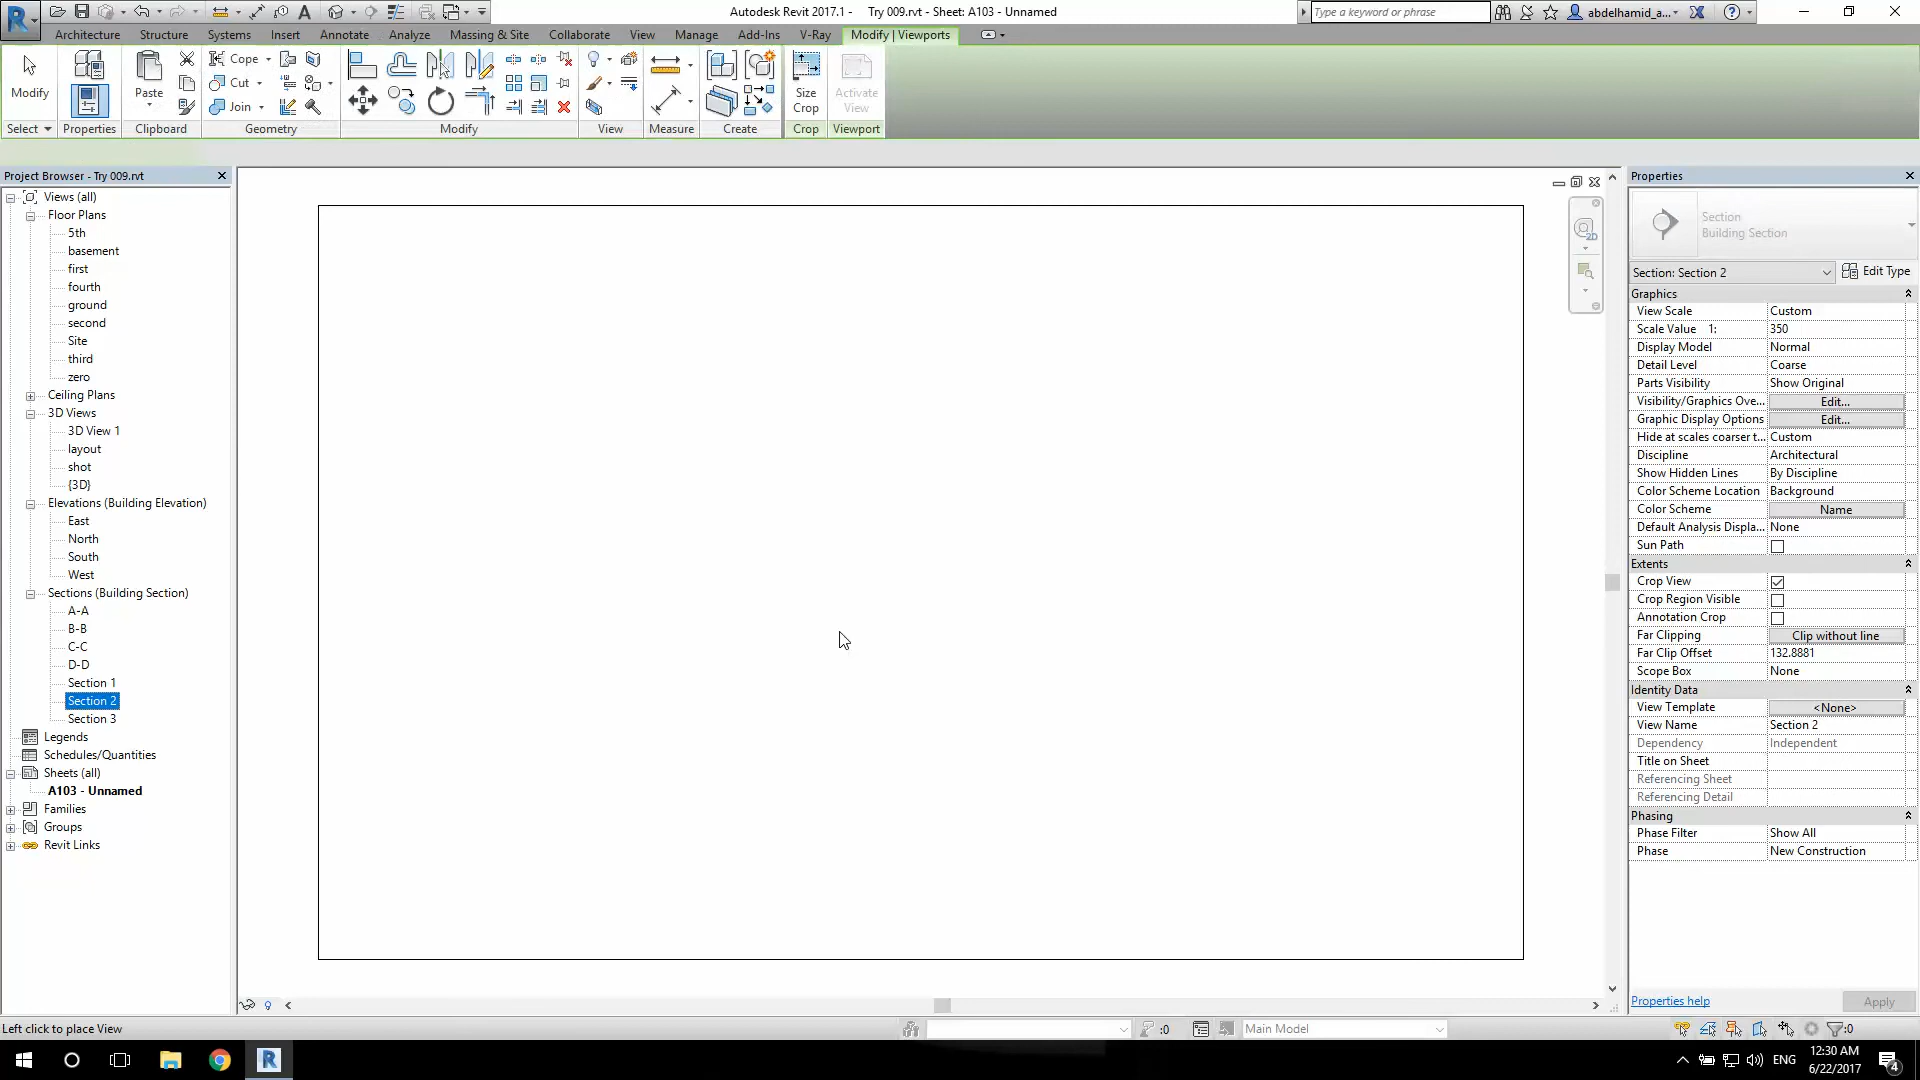 Autodesk Revit 2017.1 - Try 009.rvt - Sheet: A103 - Unnamed
Type a keyword or phrase
abdelhamid_a...
Architecture Structure Systems Insert Annotate Analyze Massing & Site Collaborate View Manage Add-Ins V-Ray Modify | Viewports
Modify
Paste
Cope
Cut
Join
Size
Crop
Activate
View
Select Properties Clipboard Geometry Modify View Measure Create Crop Viewport
Project Browser - Try 009.rvt
Views (all)
Floor Plans
5th
basement
first
fourth
ground
second
Site
third
zero
Ceiling Plans
3D Views
3D View 1
layout
shot
{3D}
Elevations (Building Elevation)
East
North
South
West
Sections (Building Section)
A-A
B-B
C-C
D-D
Section 1
Section 2
Section 3
Legends
Schedules/Quantities
Sheets (all)
A103 - Unnamed
Families
Groups
Revit Links
2D
Properties
Section
Building Section
Section: Section 2
Edit Type
Graphics
View Scale Custom
Scale Value 1: 350
Display Model Normal
Detail Level Coarse
Parts Visibility Show Original
Visibility/Graphics Ove... Edit...
Graphic Display Options Edit...
Hide at scales coarser t... Custom
Discipline Architectural
Show Hidden Lines By Discipline
Color Scheme Location Background
Color Scheme Name
Default Analysis Displa... None
Sun Path
Extents
Crop View
Crop Region Visible
Annotation Crop
Far Clipping Clip without line
Far Clip Offset 132.8881
Scope Box None
Identity Data
View Template <None>
View Name Section 2
Dependency Independent
Title on Sheet
Referencing Sheet
Referencing Detail
Phasing
Phase Filter Show All
Phase New Construction
Properties help
Apply
Left click to place View
:0
Main Model
:0
ENG
12:30 AM
6/22/2017
4